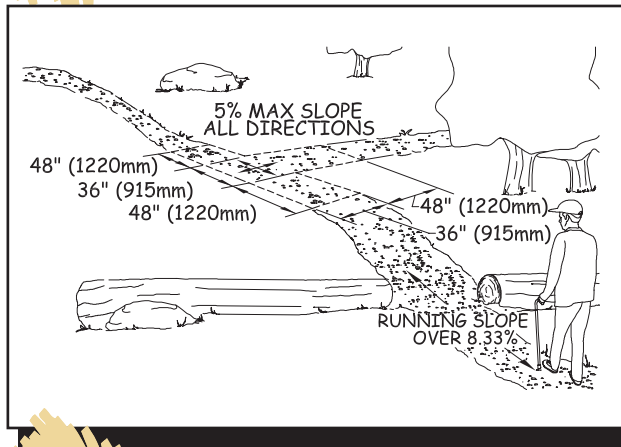 5% MAX SLOPE
ALL DIRECTIONS
48" (1220mm)
36" (915mm)
48" (1220mm)
48" (1220mm)
36" (915mm)
RUNNING SLOPE
OVER 8.33%